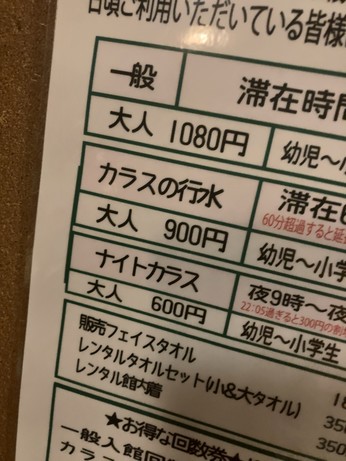 日頃ご利用いただいている皆様
一般 滞在時間
大人 1080円 幼児〜小
カラスの行水 滞在
60分超過すると延
大人 900円 幼児〜小学
ナイトカラス 夜9時〜夜
22:05過ぎると300円の割
大人 600円 幼児〜小学生
販売フェイスタオル
レンタルタオルセット(小&大タオル) 18
レンタル館内着 350
350
★お得な回数券★
一般入館回
カラ